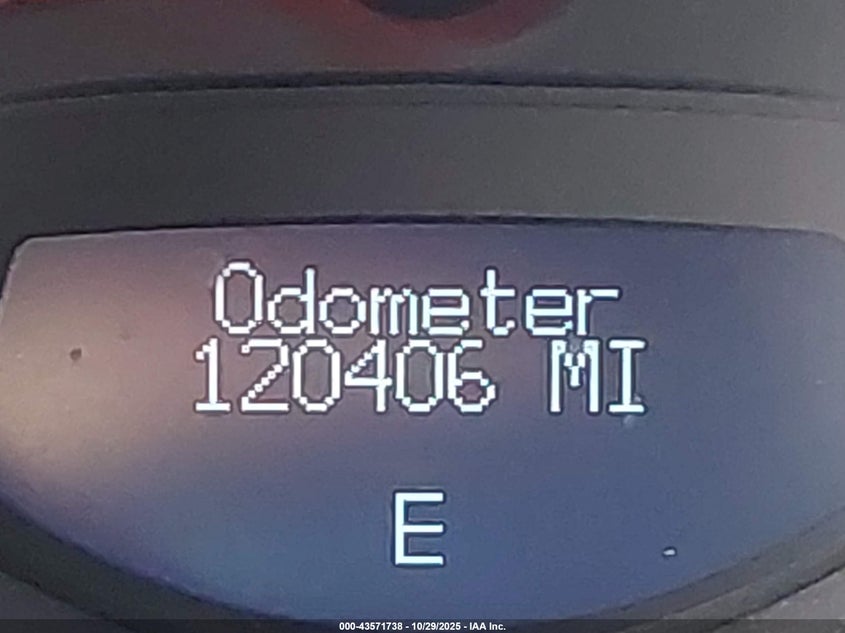 Odometer
120406 MI
E
000-43571738 - 10/29/2025 - IAA Inc.